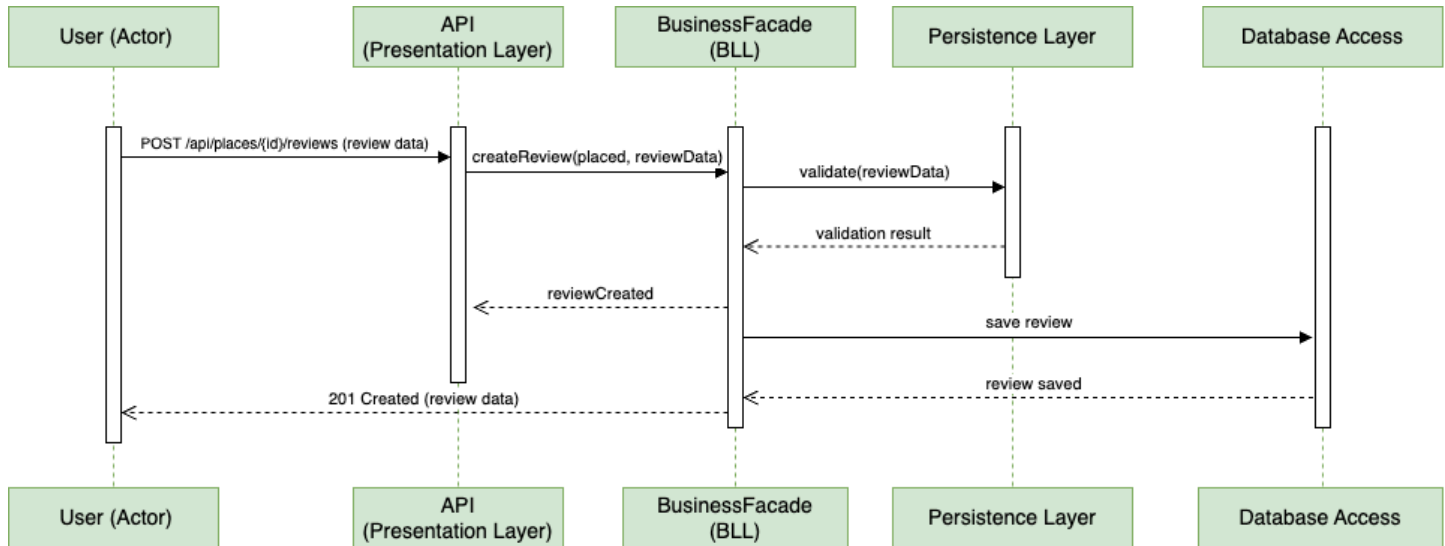 User (Actor)
API
(Presentation Layer)
BusinessFacade
(BLL)
Persistence Layer
Database Access
POST /api/places/{id}/reviews (review data)
createReview(placed, reviewData)
validate(reviewData)
validation result
reviewCreated
save review
review saved
201 Created (review data)
User (Actor)
API
(Presentation Layer)
BusinessFacade
(BLL)
Persistence Layer
Database Access